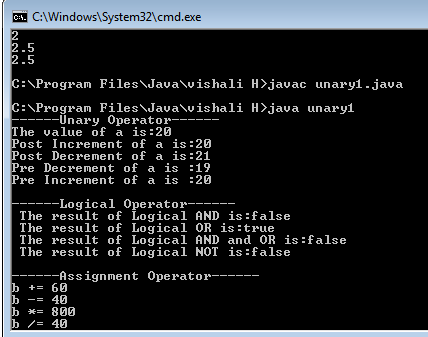 C:\Windows\System32\cmd.exe
2
2.5
2.5
C:\Program Files\Java\vishali H>javac unary1.java
C:\Program Files\Java\vishali H>java unary1
------Unary Operator------
The value of a is:20
Post Increment of a is:20
Post Decrement of a is:21
Pre Decrement of a is :19
Pre Increment of a is :20
------Logical Operator------
The result of Logical AND is:false
The result of Logical OR is:true
The result of Logical AND and OR is:false
The result of Logical NOT is:false
------Assignment Operator------
b += 60
b -= 40
b *= 800
b /= 40